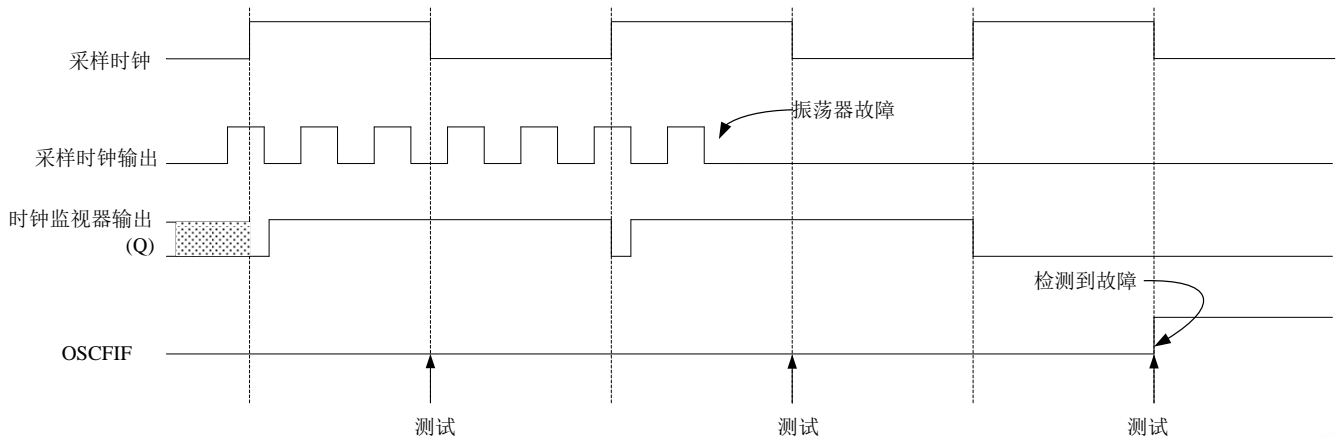 采样时钟
振荡器故障
采样时钟输出
时钟监视器输出
(Q)
检测到故障
OSCFIF
测试
测试
测试